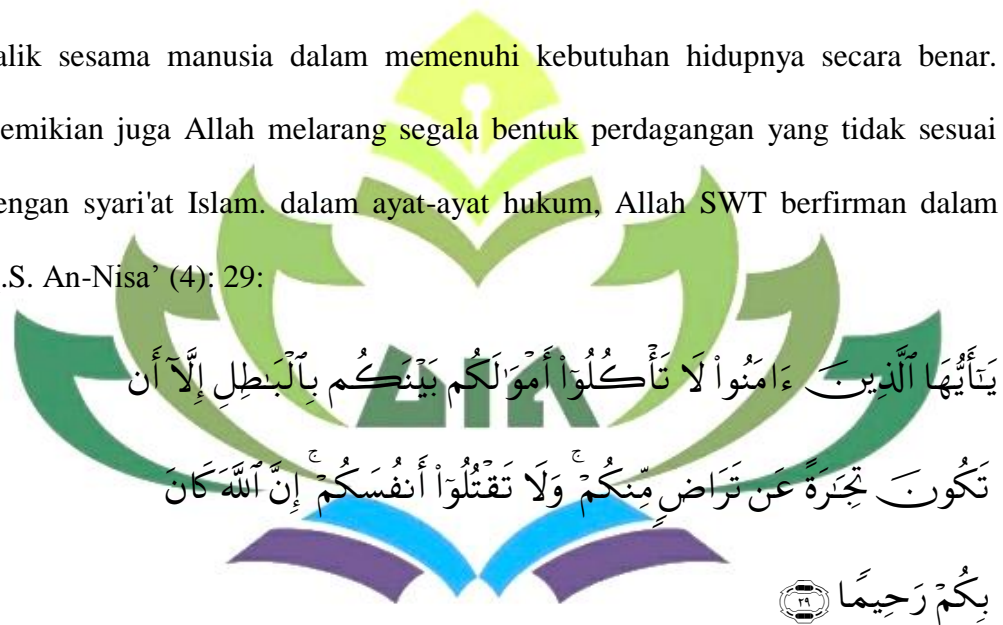 alik sesama manusia dalam memenuhi kebutuhan hidupnya secara benar.
emikian juga Allah melarang segala bentuk perdagangan yang tidak sesuai
engan syari'at Islam. dalam ayat-ayat hukum, Allah SWT berfirman dalam
.S. An-Nisa’ (4): 29:
يَـٰٓأَيُّهَا ٱلَّذِينَ ءَامَنُوا۟ لَا تَأْكُلُوٓا۟ أَمْوَٰلَكُم بَيْنَكُم بِٱلْبَـٰطِلِ إِلَّآ أَن
تَكُونَ تِجَـٰرَةً عَن تَرَاضٍ مِّنكُمْ ۚ وَلَا تَقْتُلُوٓا۟ أَنفُسَكُمْ ۚ إِنَّ ٱللَّهَ كَانَ
بِكُمْ رَحِيمًا ٢٩